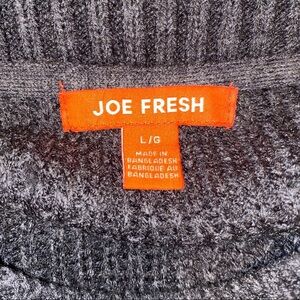 JOE FRESH
L/G
MADE IN
BANGLADESH
FABRIQUÉ AU
BANGLADESH